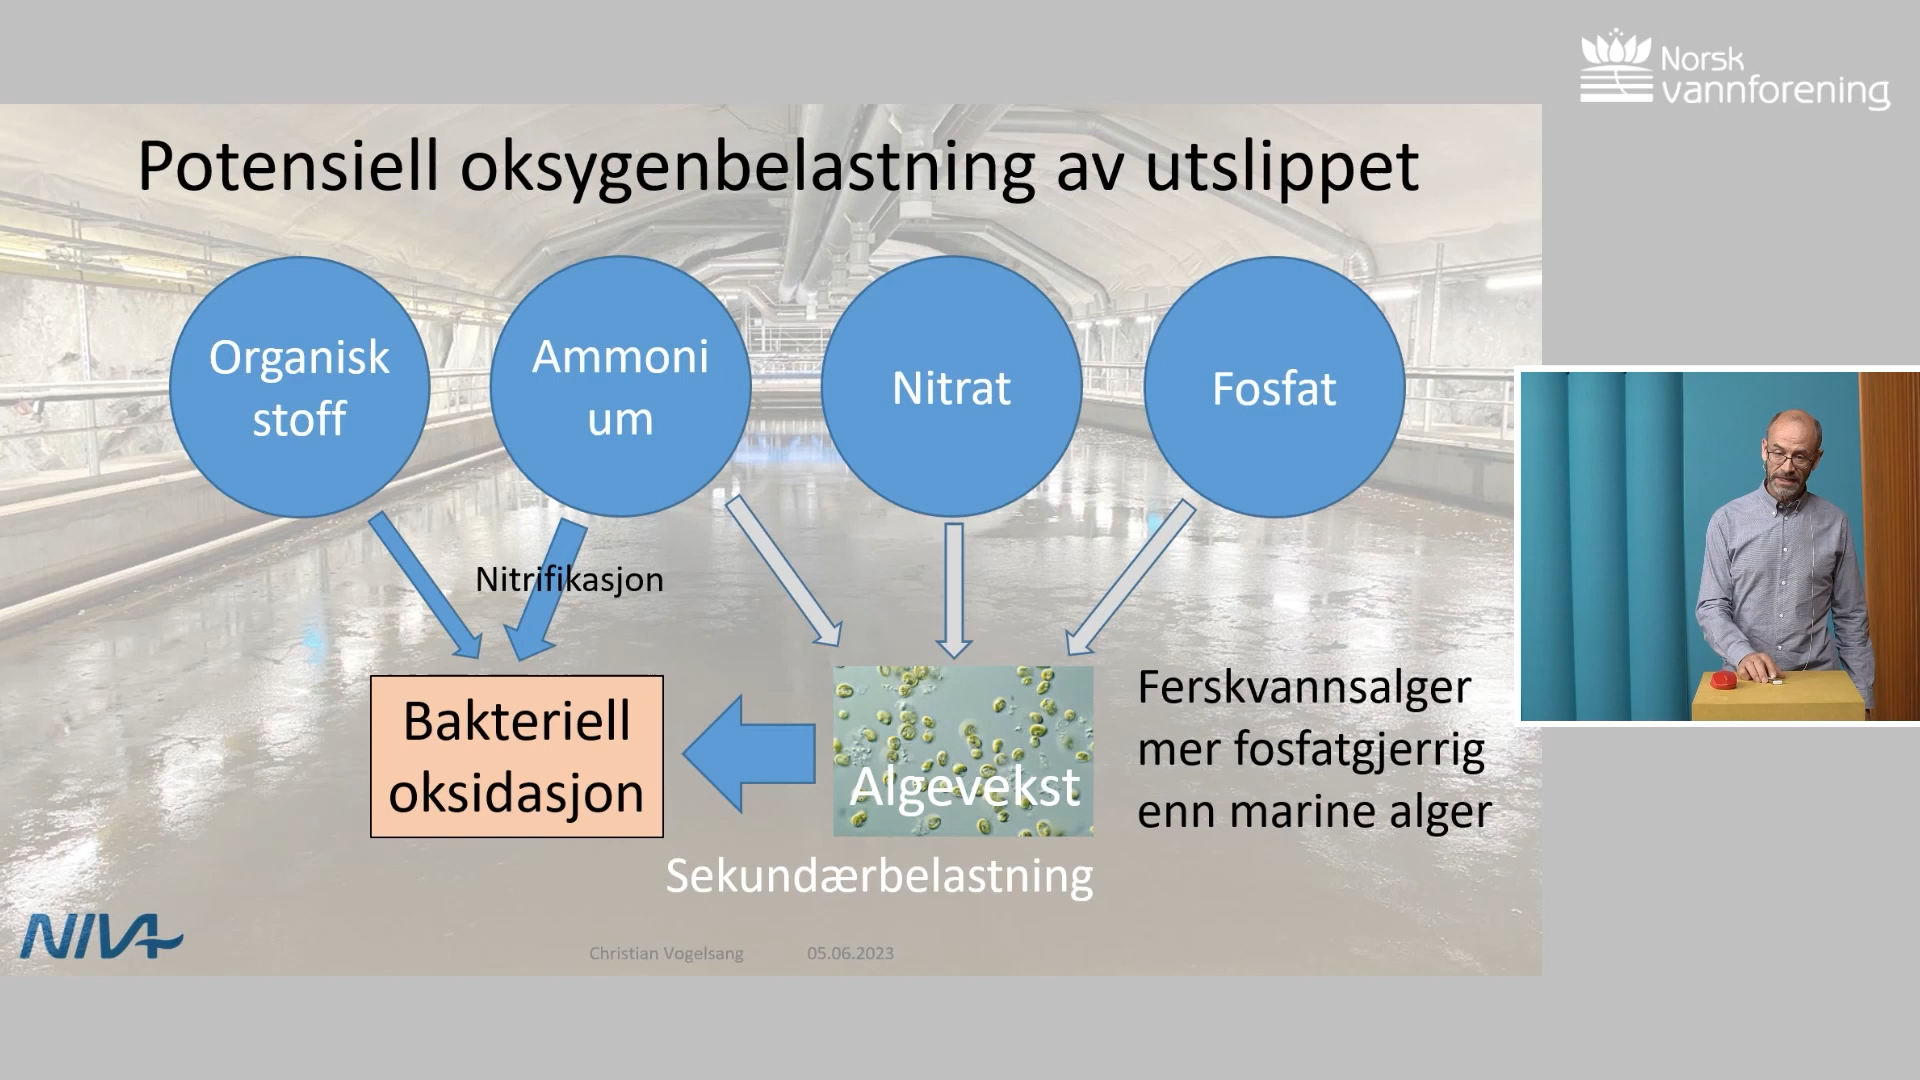 Norsk
vannforening
Potensiell oksygenbelastning av utslippet
Organisk
stoff
Ammoni
um
Nitrat
Fosfat
Nitrifikasjon
Bakteriell
oksidasjon
Algevekst
Ferskvannsalger
mer fosfatgjerrig
enn marine alger
Sekundærbelastning
NIVA
Christian Vogelsang 05.06.2023